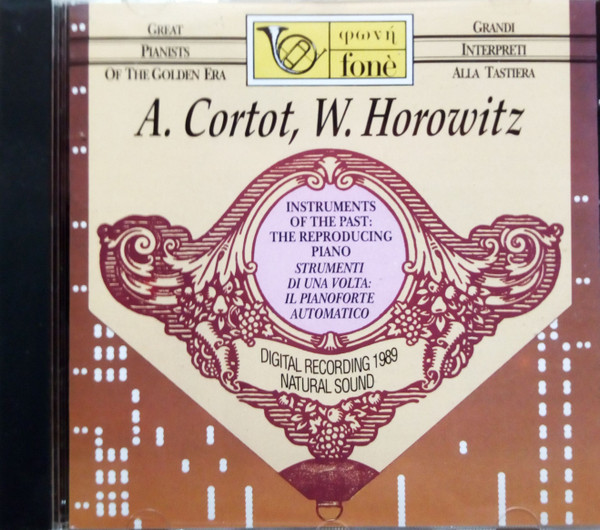 GREAT
PIANISTS
OF THE GOLDEN ERA
φωνή
fonè
GRANDI
INTERPRETI
ALLA TASTIERA
A. Cortot, W. Horowitz
INSTRUMENTS
OF THE PAST:
THE REPRODUCING
PIANO
STRUMENTI
DI UNA VOLTA:
IL PIANOFORTE
AUTOMATICO
DIGITAL RECORDING 1989
NATURAL SOUND